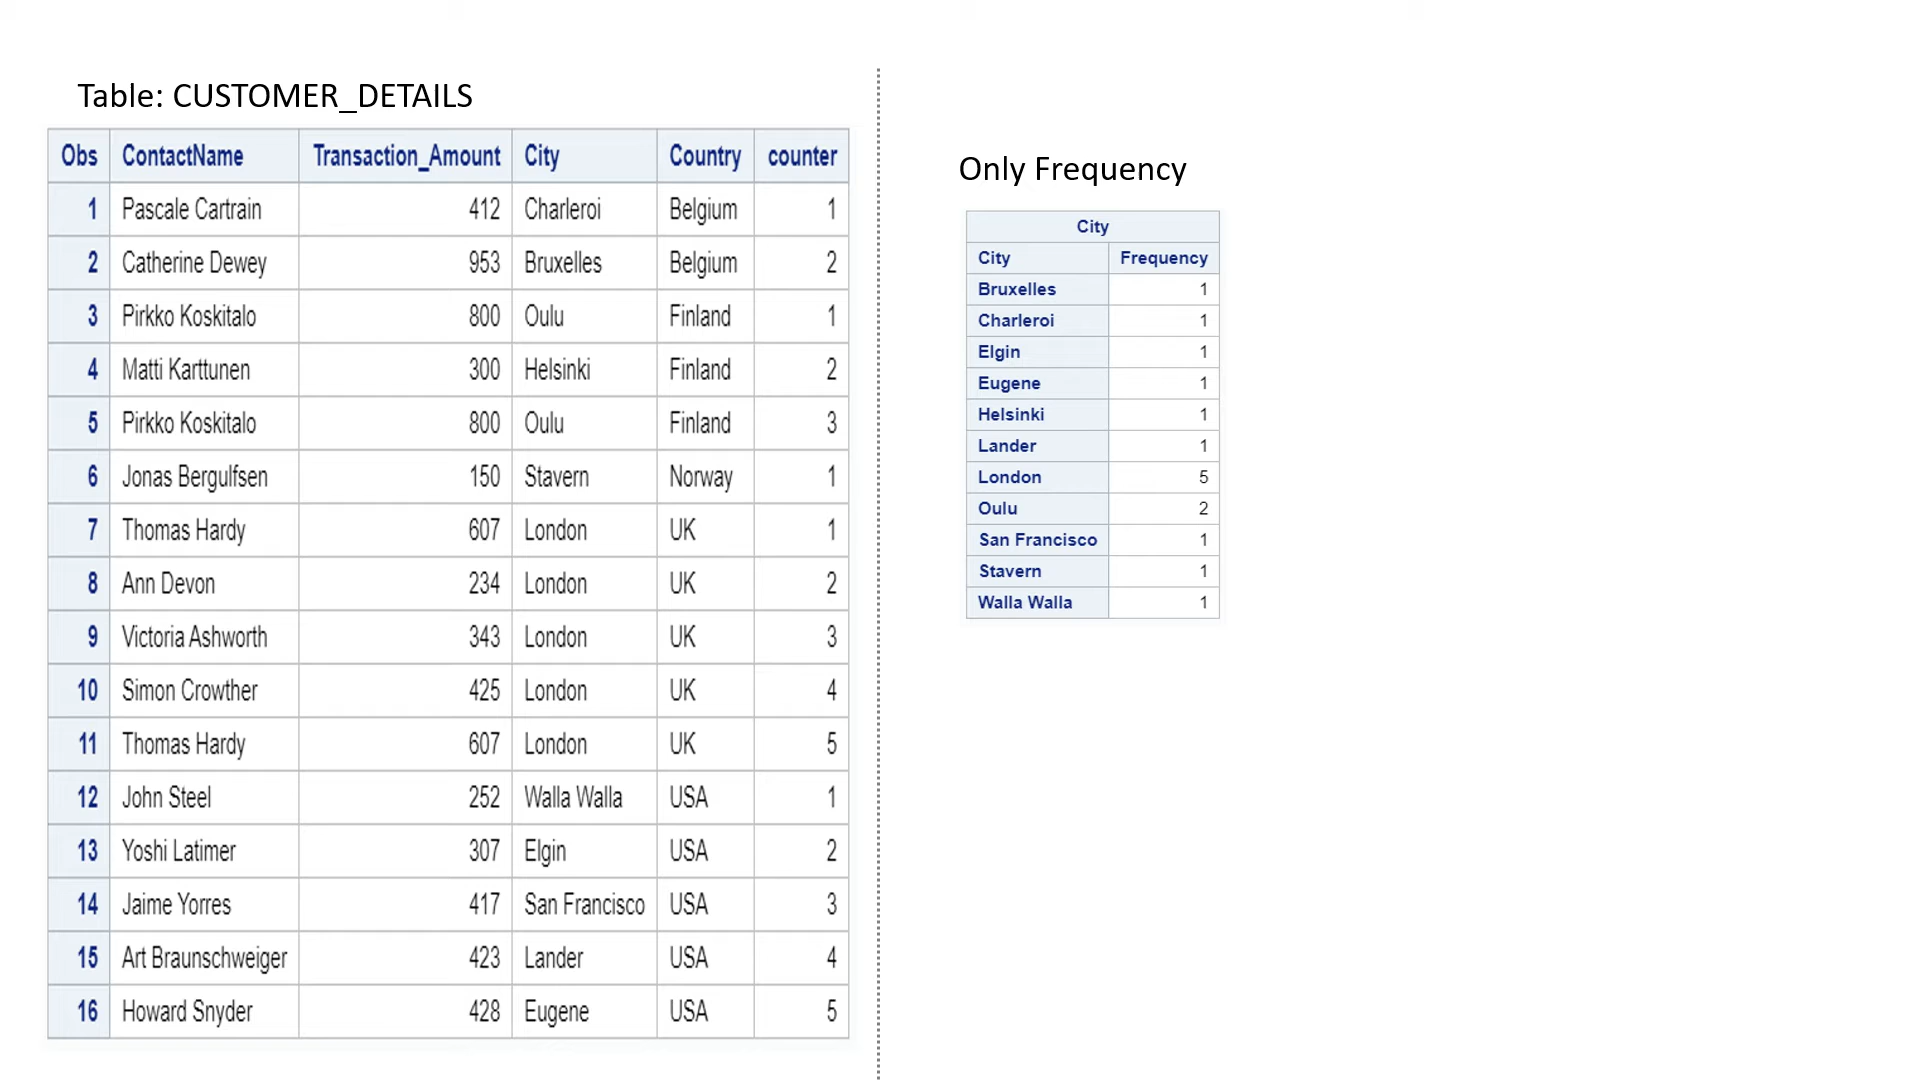 Table: CUSTOMER_DETAILS
Obs ContactName Transaction_Amount City Country counter
1 Pascale Cartrain 412 Charleroi Belgium 1
2 Catherine Dewey 953 Bruxelles Belgium 2
3 Pirkko Koskitalo 800 Oulu Finland 1
4 Matti Karttunen 300 Helsinki Finland 2
5 Pirkko Koskitalo 800 Oulu Finland 3
6 Jonas Bergulfsen 150 Stavern Norway 1
7 Thomas Hardy 607 London UK 1
8 Ann Devon 234 London UK 2
9 Victoria Ashworth 343 London UK 3
10 Simon Crowther 425 London UK 4
11 Thomas Hardy 607 London UK 5
12 John Steel 252 Walla Walla USA 1
13 Yoshi Latimer 307 Elgin USA 2
14 Jaime Yorres 417 San Francisco USA 3
15 Art Braunschweiger 423 Lander USA 4
16 Howard Snyder 428 Eugene USA 5
Only Frequency
City
City Frequency
Bruxelles 1
Charleroi 1
Elgin 1
Eugene 1
Helsinki 1
Lander 1
London 5
Oulu 2
San Francisco 1
Stavern 1
Walla Walla 1